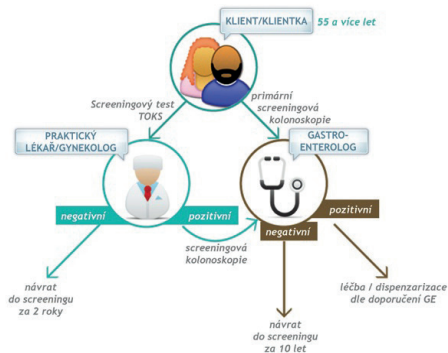 KLIENT/KLIENTKA
55 a více let
Screeningový test
TOKS
primární
screeningová
kolonoskopie
PRAKTICKÝ
LÉKAŘ/GYNEKOLOG
GASTRO-
ENTEROLOG
negativní
pozitivní
negativní
pozitivní
screeningová
kolonoskopie
návrat
do screeningu
za 2 roky
léčba / dispenzarizace
dle doporučení GE
návrat
do screeningu
za 10 let